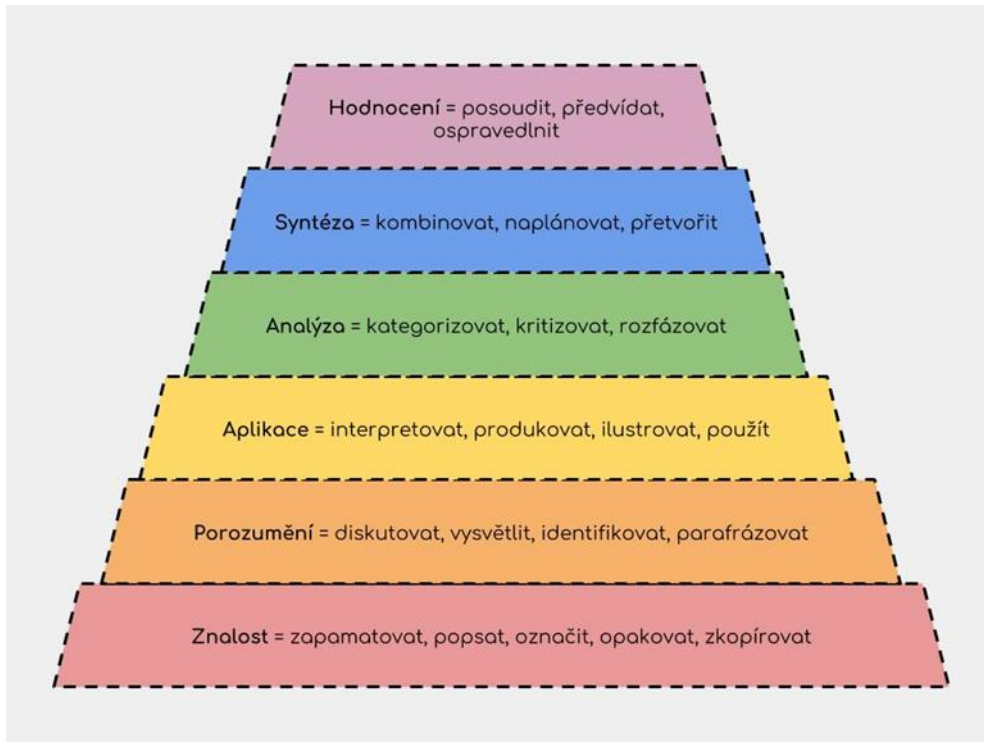 Hodnocení = posoudit, předvídat,
ospravedlnit
Syntéza = kombinovat, naplánovat, přetvořit
Analýza = kategorizovat, kritizovat, rozfázovat
Aplikace = interpretovat, produkovat, ilustrovat, použít
Porozumění = diskutovat, vysvětlit, identifikovat, parafrázovat
Znalost = zapamatovat, popsat, označit, opakovat, zkopírovat